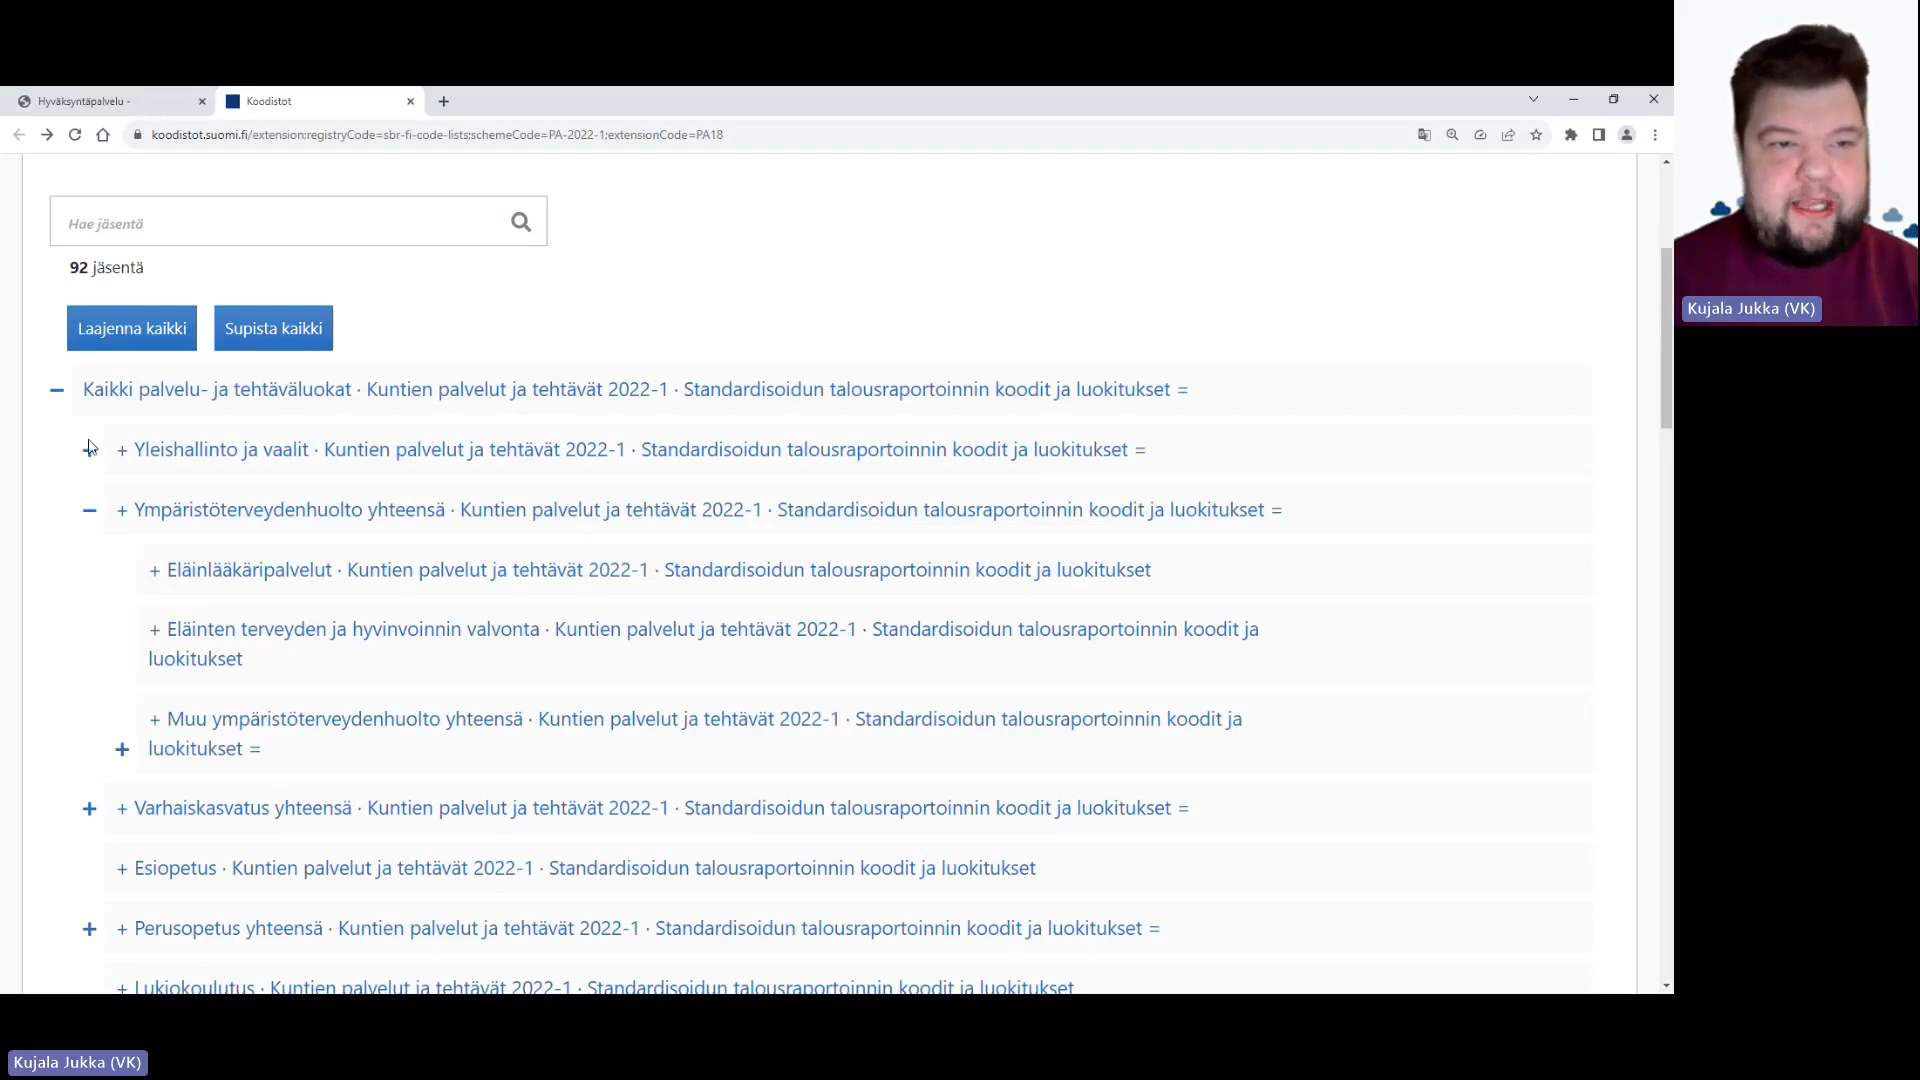 Hyväksyntäpalvelu -
Koodistot
koodistot.suomi.fi/extension;registryCode=sbr-fi-code-lists;schemeCode=PA-2022-1;extensionCode=PA18
Hae jäsentä
92 jäsentä
Laajenna kaikki
Supista kaikki
Kaikki palvelu- ja tehtäväluokat · Kuntien palvelut ja tehtävät 2022-1 · Standardisoidun talousraportoinnin koodit ja luokitukset =
+ Yleishallinto ja vaalit · Kuntien palvelut ja tehtävät 2022-1 · Standardisoidun talousraportoinnin koodit ja luokitukset =
+ Ympäristöterveydenhuolto yhteensä · Kuntien palvelut ja tehtävät 2022-1 · Standardisoidun talousraportoinnin koodit ja luokitukset =
+ Eläinlääkäripalvelut · Kuntien palvelut ja tehtävät 2022-1 · Standardisoidun talousraportoinnin koodit ja luokitukset
+ Eläinten terveyden ja hyvinvoinnin valvonta · Kuntien palvelut ja tehtävät 2022-1 · Standardisoidun talousraportoinnin koodit ja
luokitukset
+ Muu ympäristöterveydenhuolto yhteensä · Kuntien palvelut ja tehtävät 2022-1 · Standardisoidun talousraportoinnin koodit ja
luokitukset =
+ Varhaiskasvatus yhteensä · Kuntien palvelut ja tehtävät 2022-1 · Standardisoidun talousraportoinnin koodit ja luokitukset =
+ Esiopetus · Kuntien palvelut ja tehtävät 2022-1 · Standardisoidun talousraportoinnin koodit ja luokitukset
+ Perusopetus yhteensä · Kuntien palvelut ja tehtävät 2022-1 · Standardisoidun talousraportoinnin koodit ja luokitukset =
+ Lukiokoulutus · Kuntien palvelut ja tehtävät 2022-1 · Standardisoidun talousraportoinnin koodit ja luokitukset
Kujala Jukka (VK)
Kujala Jukka (VK)